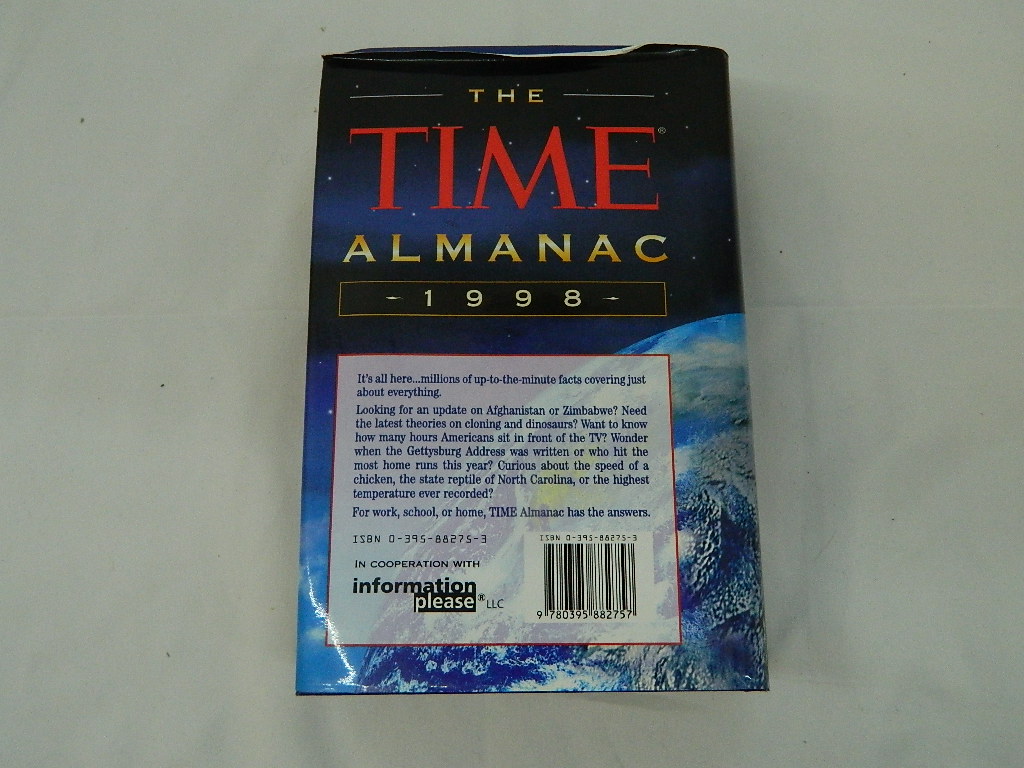 THE
TIME®
ALMANAC
1998
It's all here...millions of up-to-the-minute facts covering just
about everything.
Looking for an update on Afghanistan or Zimbabwe? Need
the latest theories on cloning and dinosaurs? Want to know
how many hours Americans sit in front of the TV? Wonder
when the Gettysburg Address was written or who hit the
most home runs this year? Curious about the speed of a
chicken, the state reptile of North Carolina, or the highest
temperature ever recorded?
For work, school, or home, TIME Almanac has the answers.
ISBN 0-395-88275-3
IN COOPERATION WITH
information
please® LLC
ISBN 0-395-88275-3
9 780395 882757